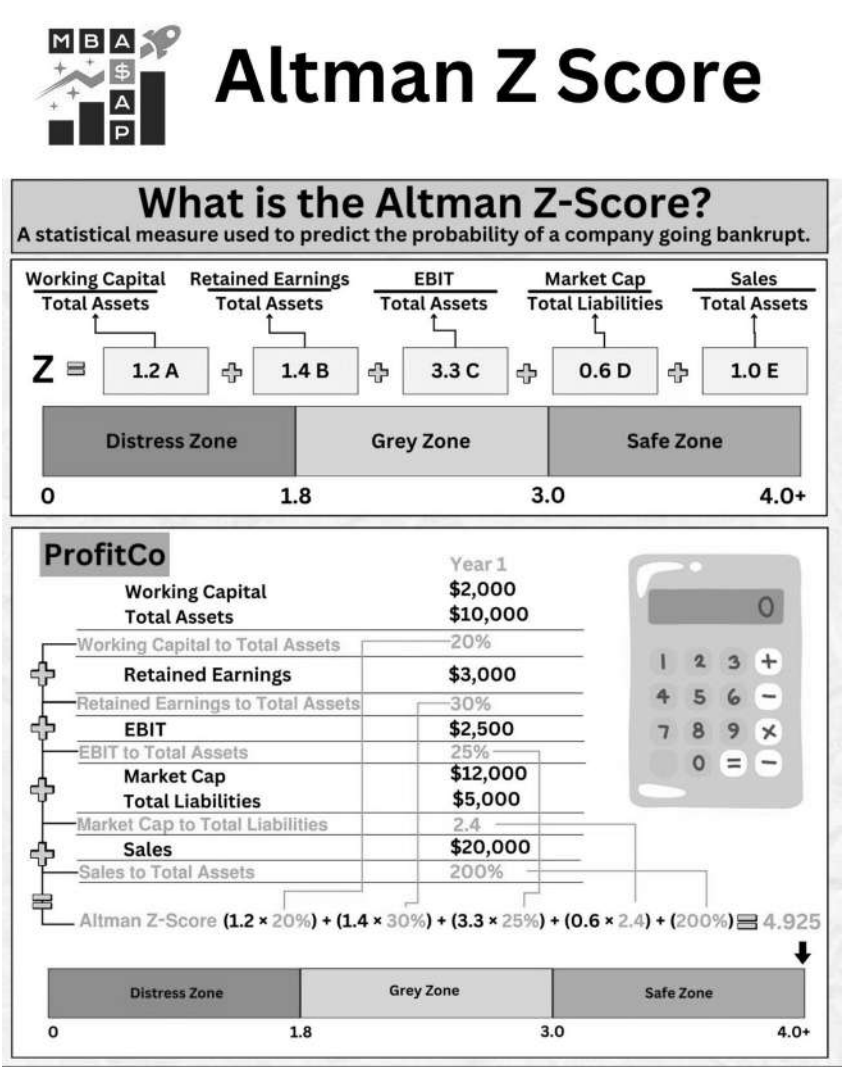 MBA
$
A
P
Altman Z Score
What is the Altman Z-Score?
A statistical measure used to predict the probability of a company going bankrupt.
Working Capital Retained Earnings EBIT Market Cap Sales
Total Assets Total Assets Total Assets Total Liabilities Total Assets
Z = 1.2 A + 1.4 B + 3.3 C + 0.6 D + 1.0 E
Distress Zone Grey Zone Safe Zone
0 1.8 3.0 4.0+
ProfitCo
Year 1
Working Capital $2,000
Total Assets $10,000
Working Capital to Total Assets 20%
Retained Earnings $3,000
Retained Earnings to Total Assets 30%
EBIT $2,500
EBIT to Total Assets 25%
Market Cap $12,000
Total Liabilities $5,000
Market Cap to Total Liabilities 2.4
Sales $20,000
Sales to Total Assets 200%
Altman Z-Score (1.2 × 20%) + (1.4 × 30%) + (3.3 × 25%) + (0.6 × 2.4) + (200%) = 4.925
0
1 2 3 +
4 5 6 −
7 8 9 ×
0 = −
Distress Zone Grey Zone Safe Zone
0 1.8 3.0 4.0+